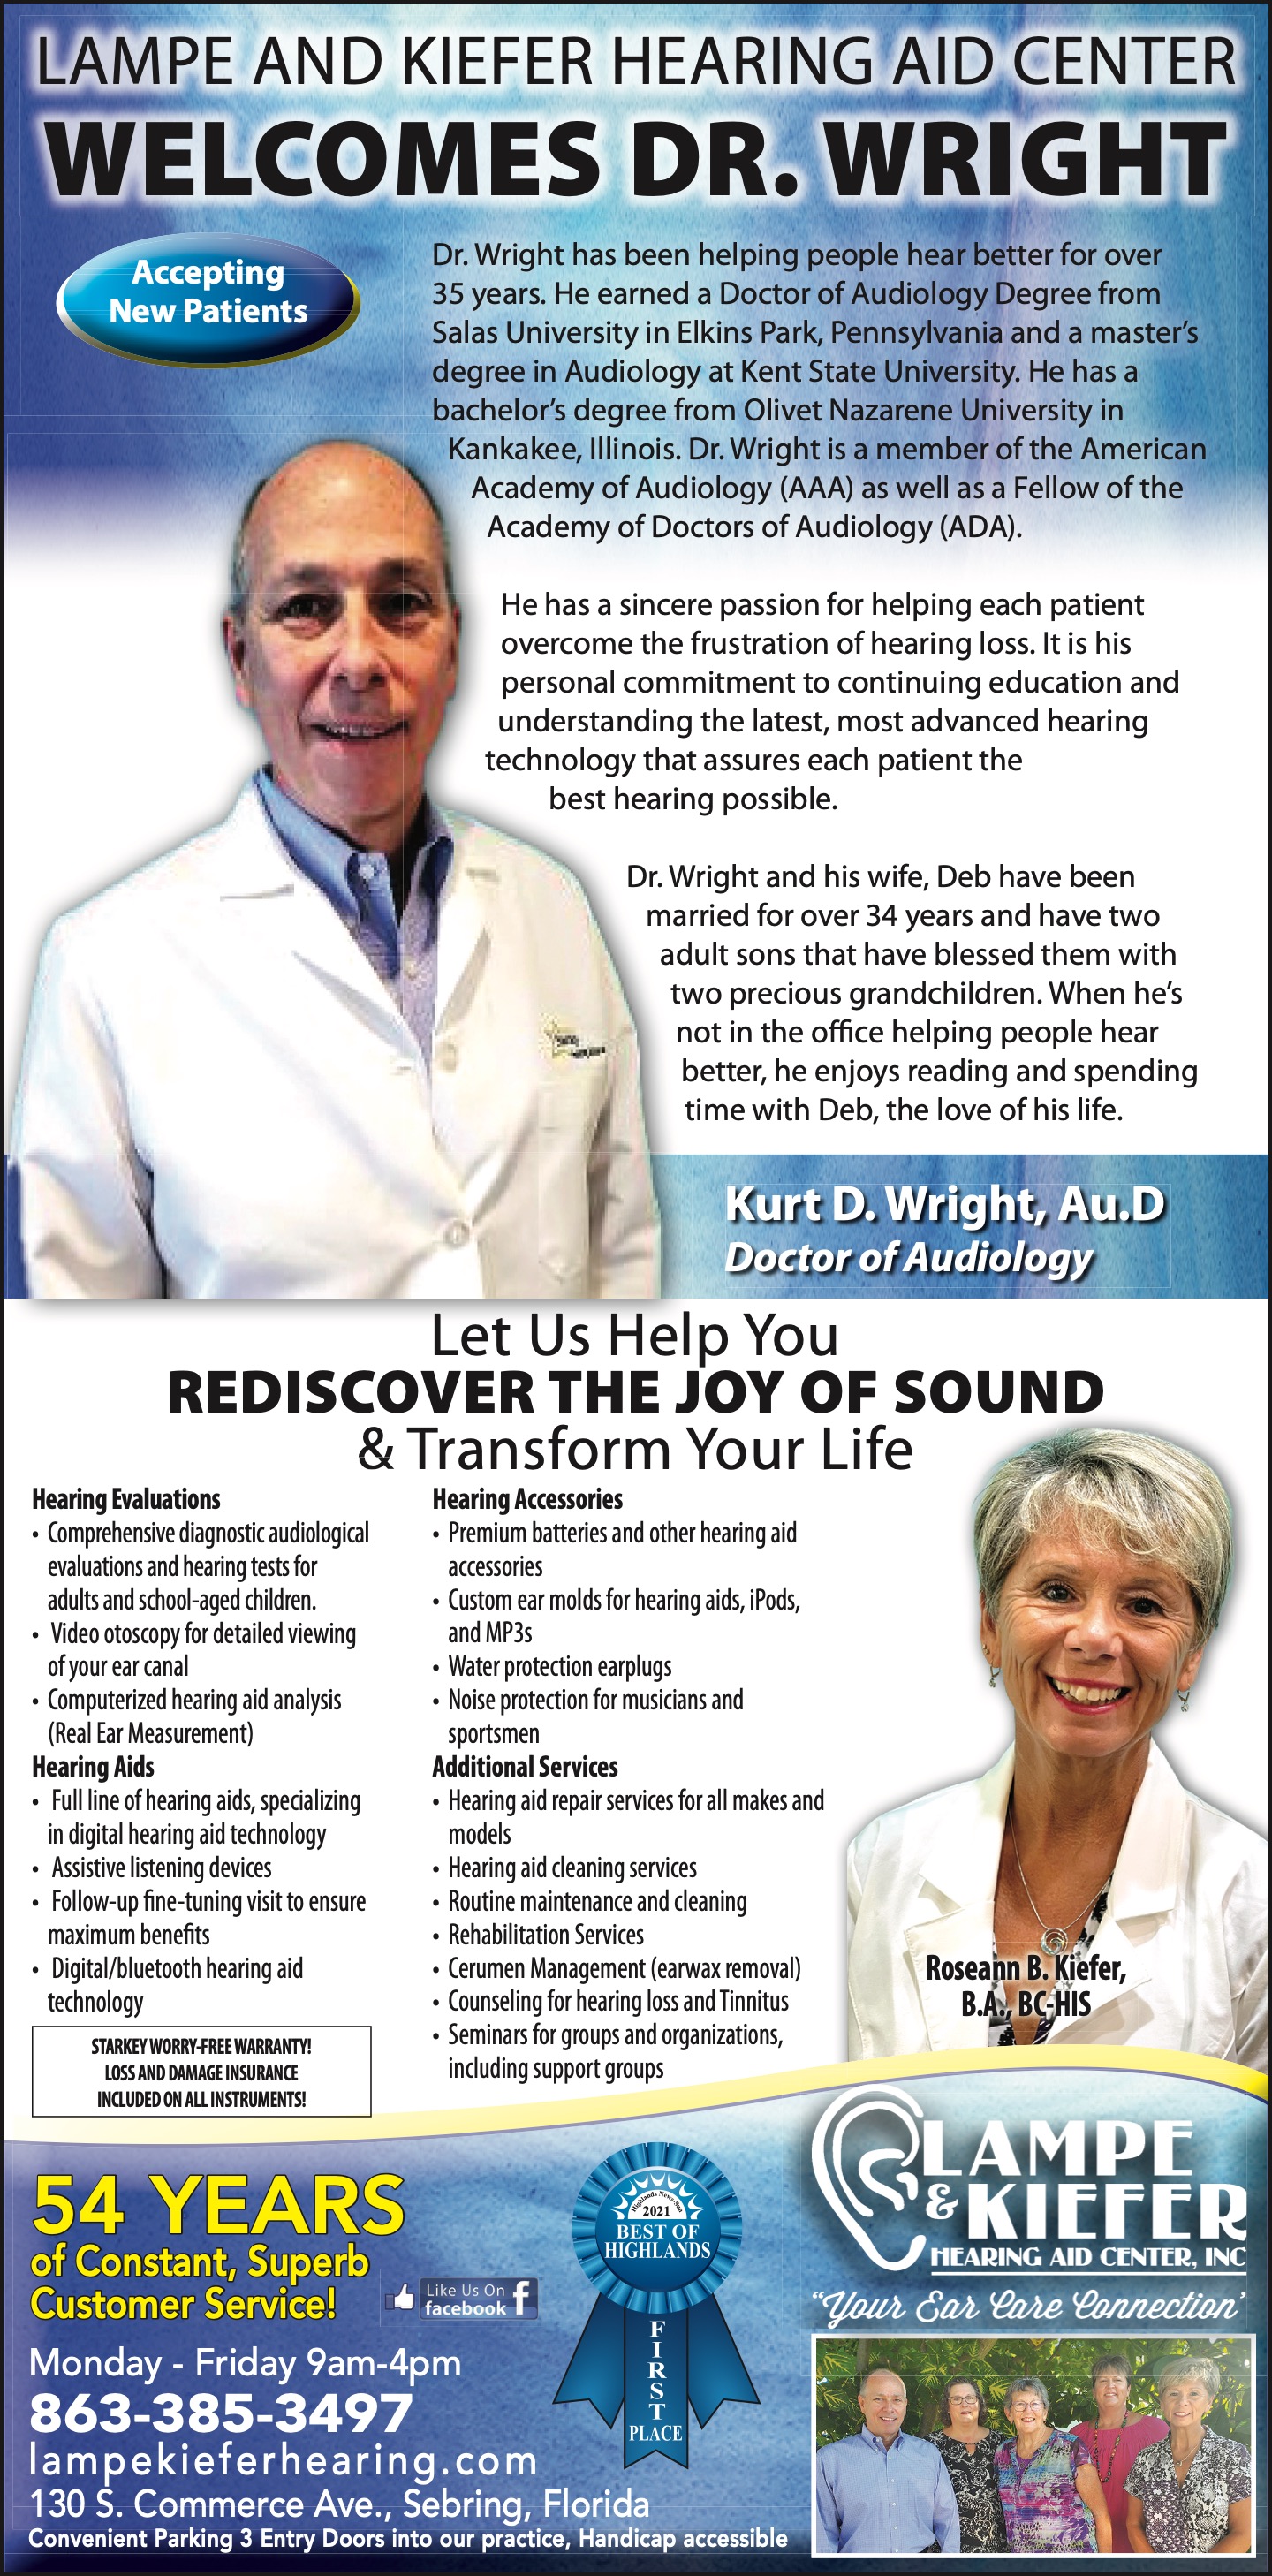 LAMPE AND KIEFER HEARING AID CENTER
WELCOMES DR. WRIGHT
Accepting
New Patients
Dr. Wright has been helping people hear better for over
35 years. He earned a Doctor of Audiology Degree from
Salas University in Elkins Park, Pennsylvania and a master's
degree in Audiology at Kent State University. He has a
bachelor's degree from Olivet Nazarene University in
Kankakee, Illinois. Dr. Wright is a member of the American
Academy of Audiology (AAA) as well as a Fellow of the
Academy of Doctors of Audiology (ADA).
He has a sincere passion for helping each patient
overcome the frustration of hearing loss. It is his
personal commitment to continuing education and
understanding the latest, most advanced hearing
technology that assures each patient the
best hearing possible.
Dr. Wright and his wife, Deb have been
married for over 34 years and have two
adult sons that have blessed them with
two precious grandchildren. When he's
not in the office helping people hear
better, he enjoys reading and spending
time with Deb, the love of his life.
Kurt D. Wright, Au.D
Doctor of Audiology
Let Us Help You
REDISCOVER THE JOY OF SOUND
& Transform Your Life
Hearing Evaluations
• Comprehensive diagnostic audiological
evaluations and hearing tests for
adults and school-aged children.
• Video otoscopy for detailed viewing
of your ear canal
• Computerized hearing aid analysis
(Real Ear Measurement)
Hearing Aids
• Full line of hearing aids, specializing
in digital hearing aid technology
• Assistive listening devices
• Follow-up fine-tuning visit to ensure
maximum benefits
• Digital/bluetooth hearing aid
technology
STARKEY WORRY-FREE WARRANTY!
LOSS AND DAMAGE INSURANCE
INCLUDED ON ALL INSTRUMENTS!
Hearing Accessories
• Premium batteries and other hearing aid
accessories
• Custom ear molds for hearing aids, iPods,
and MP3s
• Water protection earplugs
• Noise protection for musicians and
sportsmen
Additional Services
• Hearing aid repair services for all makes and
models
• Hearing aid cleaning services
• Routine maintenance and cleaning
• Rehabilitation Services
• Cerumen Management (earwax removal)
• Counseling for hearing loss and Tinnitus
• Seminars for groups and organizations,
including support groups
Roseann B. Kiefer,
B.A., BC-HIS
54 YEARS
of Constant, Superb
Customer Service!
Like Us On
facebook
f
Monday - Friday 9am-4pm
863-385-3497
lampekieferhearing.com
130 S. Commerce Ave., Sebring, Florida
Convenient Parking 3 Entry Doors into our practice, Handicap accessible
Highlands News-Sun
2021
BEST OF
HIGHLANDS
FIRST
PLACE
LAMPE
& KIEFER
HEARING AID CENTER, INC
"Your Ear Care Connection"